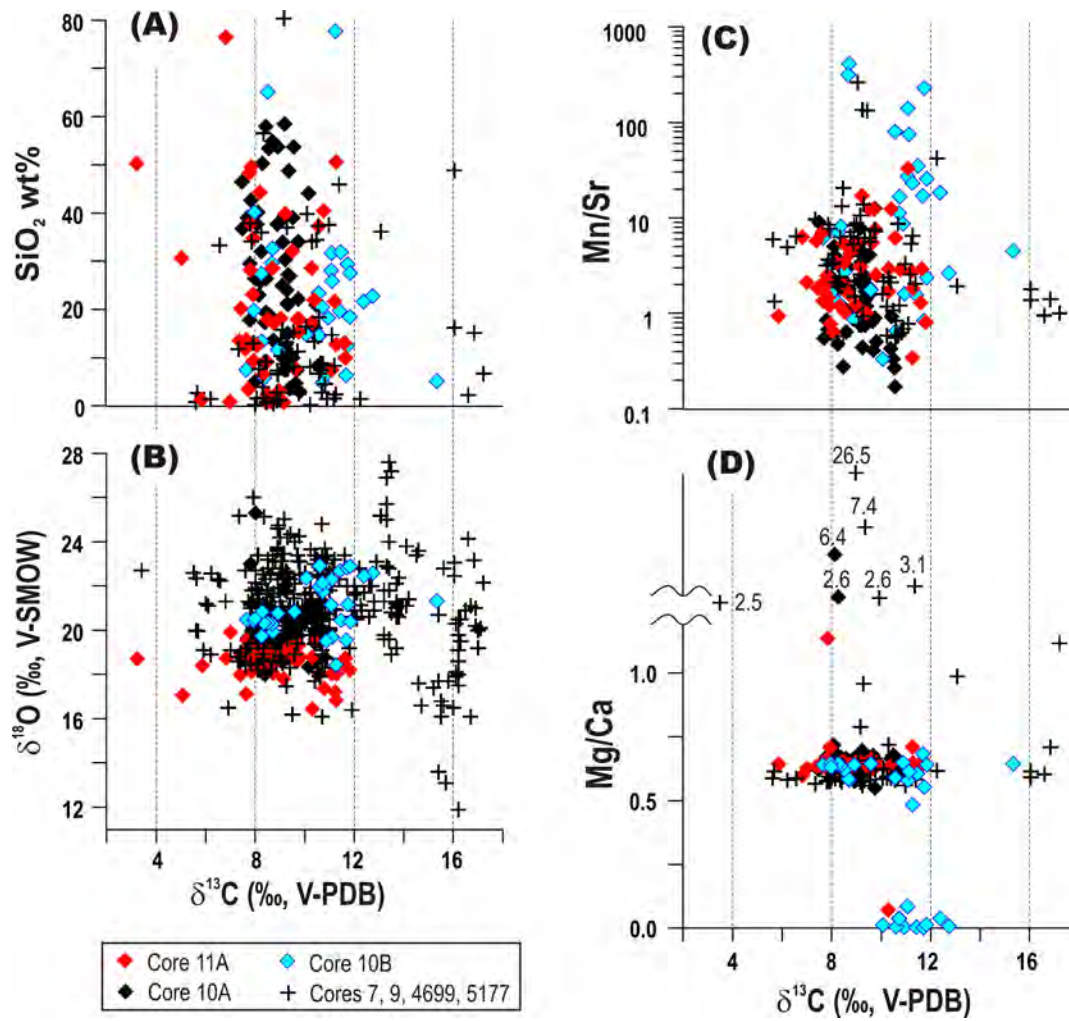 (A)
80
60
40
20
0
SiO₂ wt%
(B)
28
24
20
16
12
δ¹⁸O (‰, V-SMOW)
4 8 12 16
δ¹³C (‰, V-PDB)
Core 11A
Core 10B
Core 10A
Cores 7, 9, 4699, 5177
(C)
1000
100
10
1
0.1
Mn/Sr
(D)
26.5
7.4
6.4
3.1
2.6
2.6
2.5
1.0
0.5
0.0
Mg/Ca
4 8 12 16
δ¹³C (‰, V-PDB)